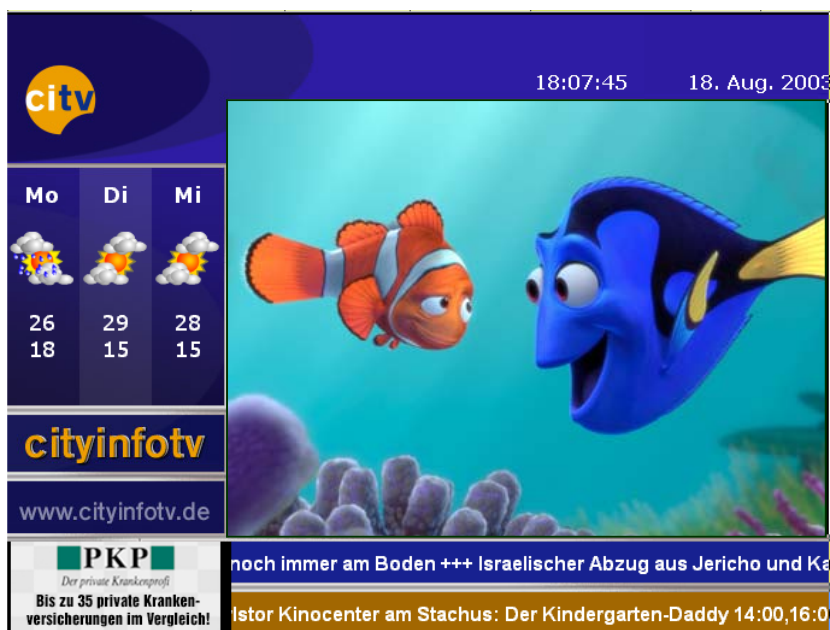 citv
18:07:45 18. Aug. 2003
Mo Di Mi
26 29 28
18 15 15
cityinfotv
www.cityinfotv.de
PKP
Der private Krankenprofi
Bis zu 35 private Kranken-
versicherungen im Vergleich!
noch immer am Boden +++ Israelischer Abzug aus Jericho und Ka
lstor Kinocenter am Stachus: Der Kindergarten-Daddy 14:00,16:0